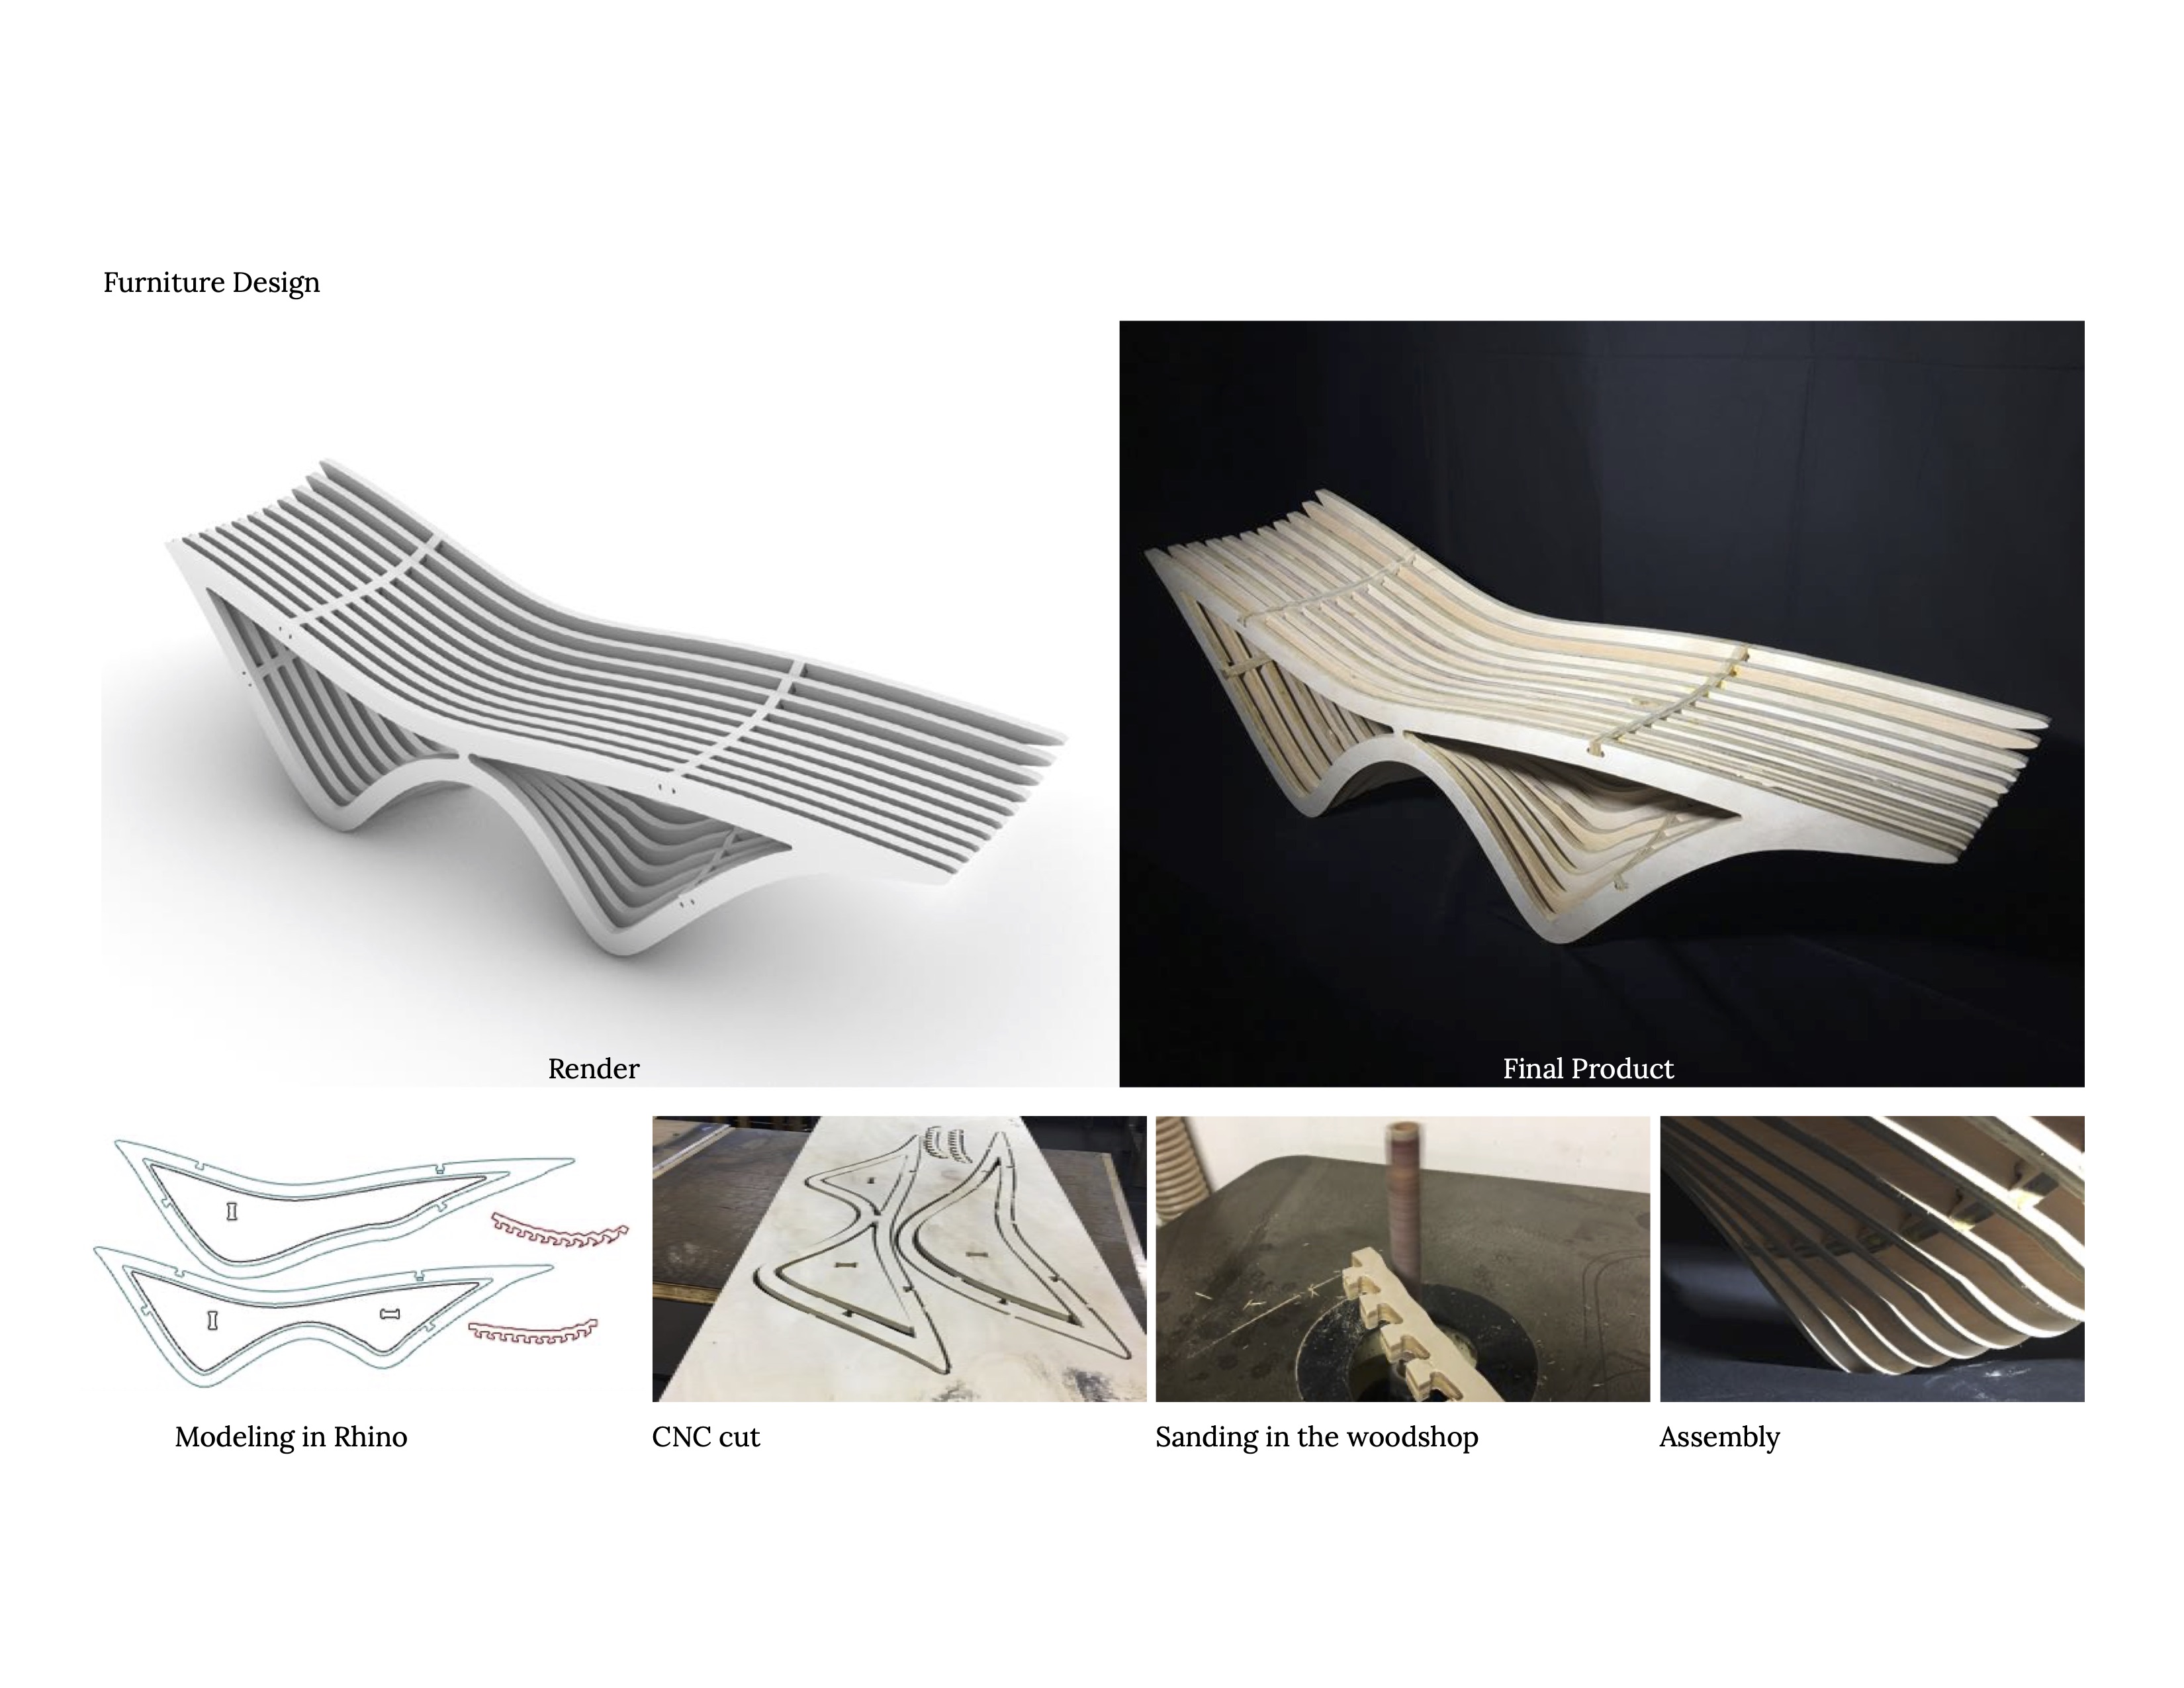 Furniture Design
Render
Final Product
Modeling in Rhino
CNC cut
Sanding in the woodshop
Assembly